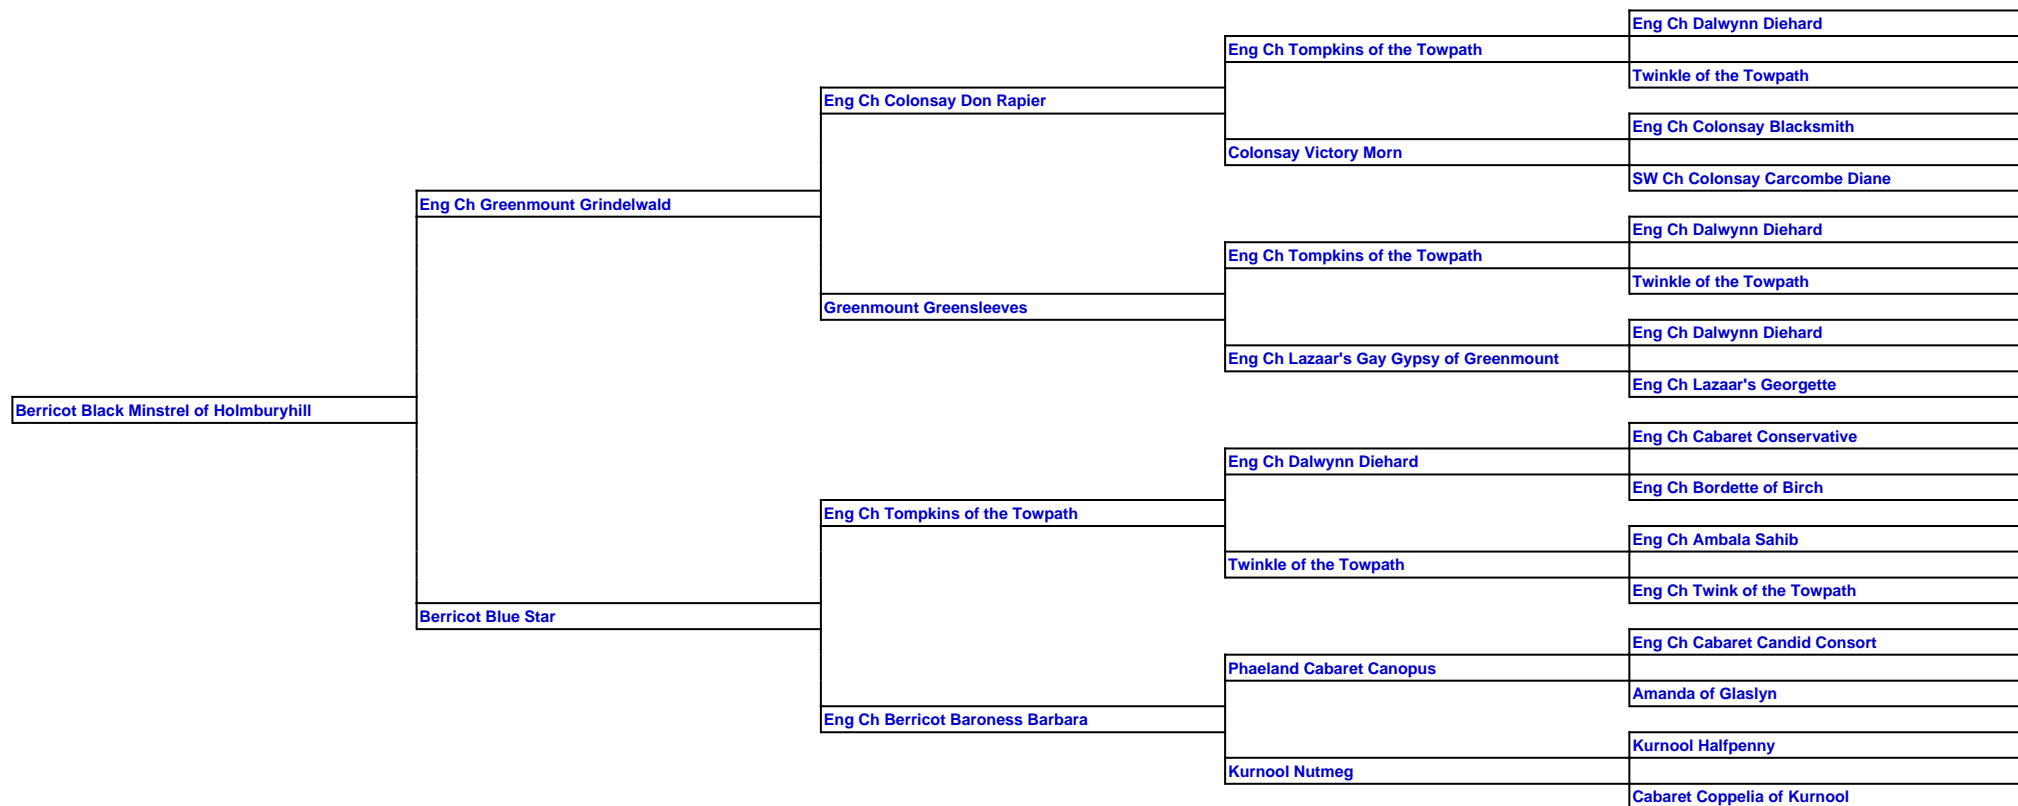 Eng Ch Dalwynn Diehard
Eng Ch Tompkins of the Towpath
Twinkle of the Towpath
Eng Ch Colonsay Don Rapier
Eng Ch Colonsay Blacksmith
Colonsay Victory Morn
SW Ch Colonsay Carcombe Diane
Eng Ch Greenmount Grindelwald
Eng Ch Dalwynn Diehard
Eng Ch Tompkins of the Towpath
Twinkle of the Towpath
Greenmount Greensleeves
Eng Ch Dalwynn Diehard
Eng Ch Lazaar's Gay Gypsy of Greenmount
Eng Ch Lazaar's Georgette
Berricot Black Minstrel of Holmburyhill
Eng Ch Cabaret Conservative
Eng Ch Dalwynn Diehard
Eng Ch Bordette of Birch
Eng Ch Tompkins of the Towpath
Eng Ch Ambala Sahib
Twinkle of the Towpath
Eng Ch Twink of the Towpath
Berricot Blue Star
Eng Ch Cabaret Candid Consort
Phaeland Cabaret Canopus
Amanda of Glaslyn
Eng Ch Berricot Baroness Barbara
Kurnool Halfpenny
Kurnool Nutmeg
Cabaret Coppelia of Kurnool